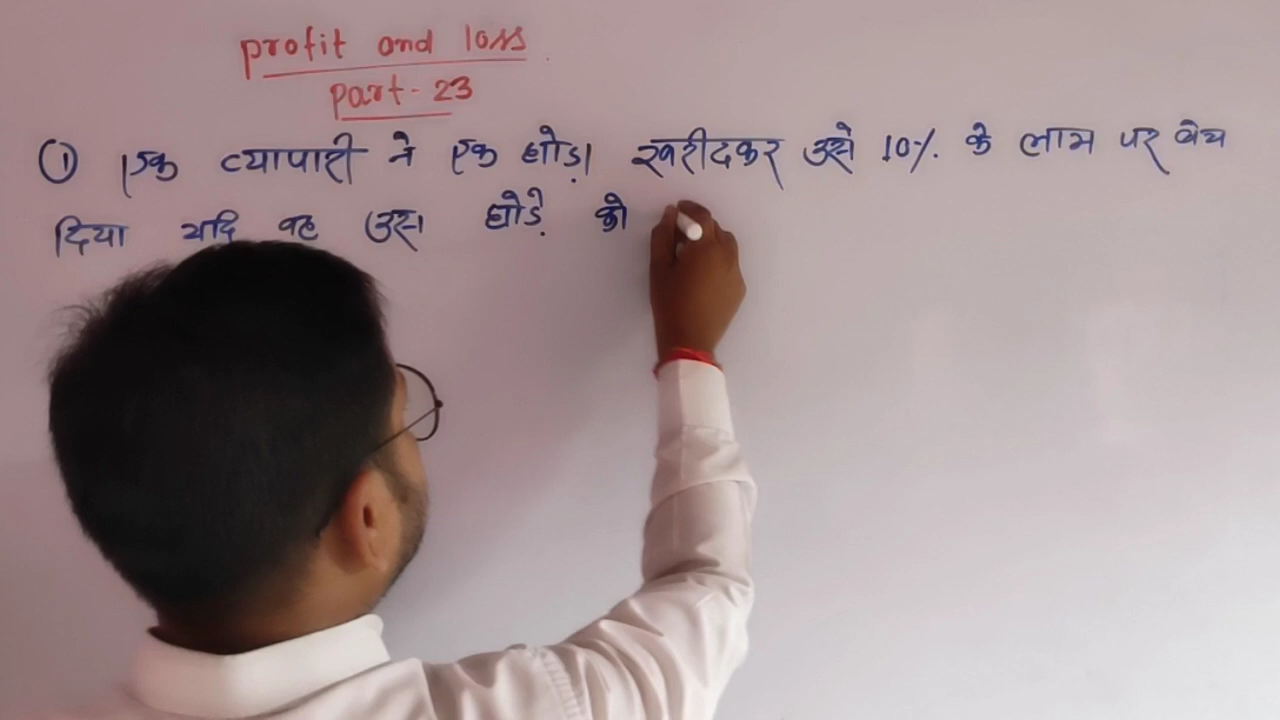 profit and loss
part-23
① एक व्यापारी ने एक घोड़ा खरीदकर उसे 10% के लाभ पर बेच
दिया यदि वह उस घोड़े को